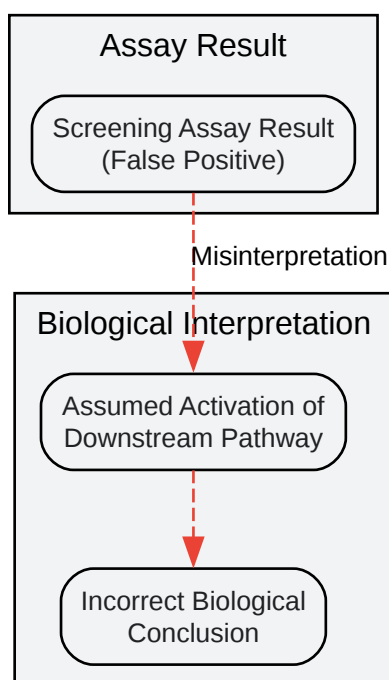 Assay Result
Screening Assay Result
(False Positive)
Misinterpretation
Biological Interpretation
Assumed Activation of
Downstream Pathway
Incorrect Biological
Conclusion